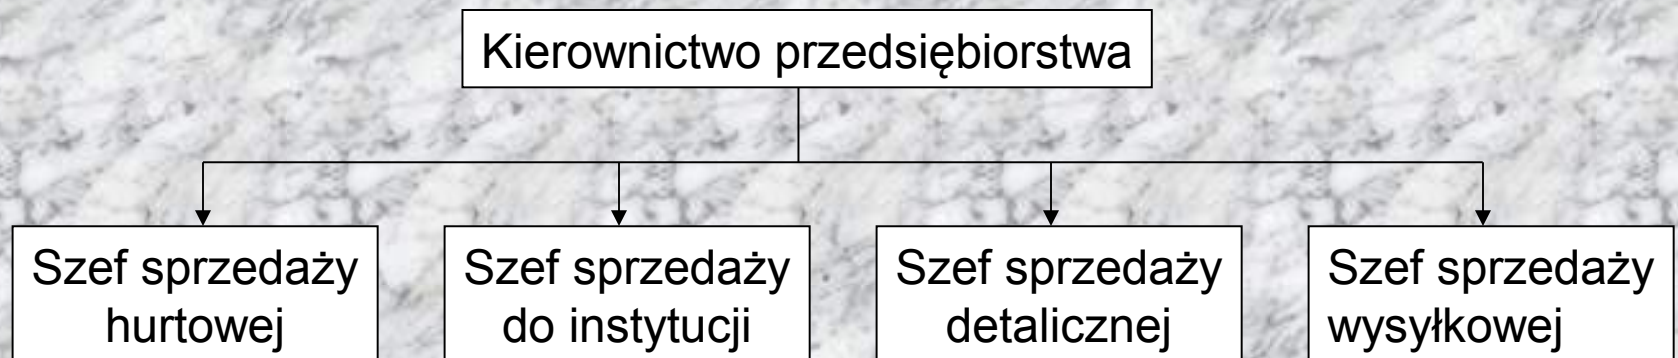 Kierownictwo przedsiębiorstwa
Szef sprzedaży
hurtowej
Szef sprzedaży
do instytucji
Szef sprzedaży
detalicznej
Szef sprzedaży
wysyłkowej